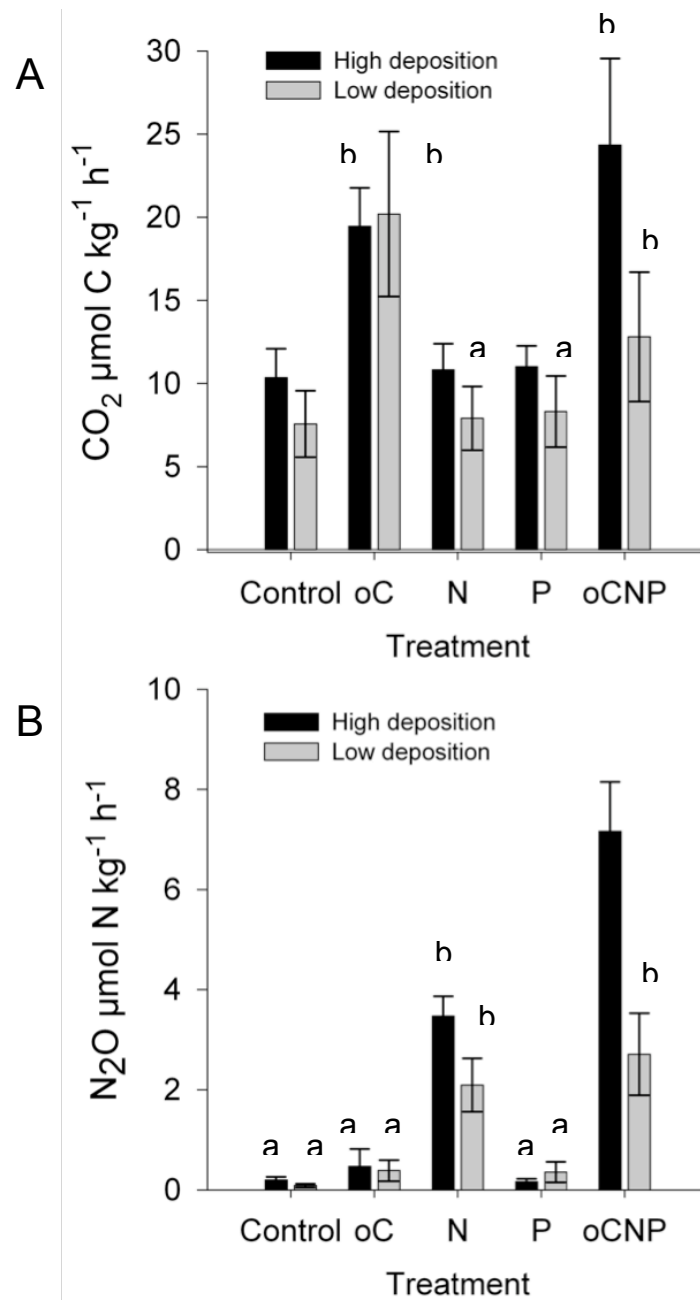 A
30
25
20
15
10
5
0
CO₂ µmol C kg⁻¹ h⁻¹
High deposition
Low deposition
b
b
b
b
a
a
Control oC N P oCNP
Treatment
B
10
8
6
4
2
0
N₂O µmol N kg⁻¹ h⁻¹
High deposition
Low deposition
b
b
b
a a a a a a
Control oC N P oCNP
Treatment